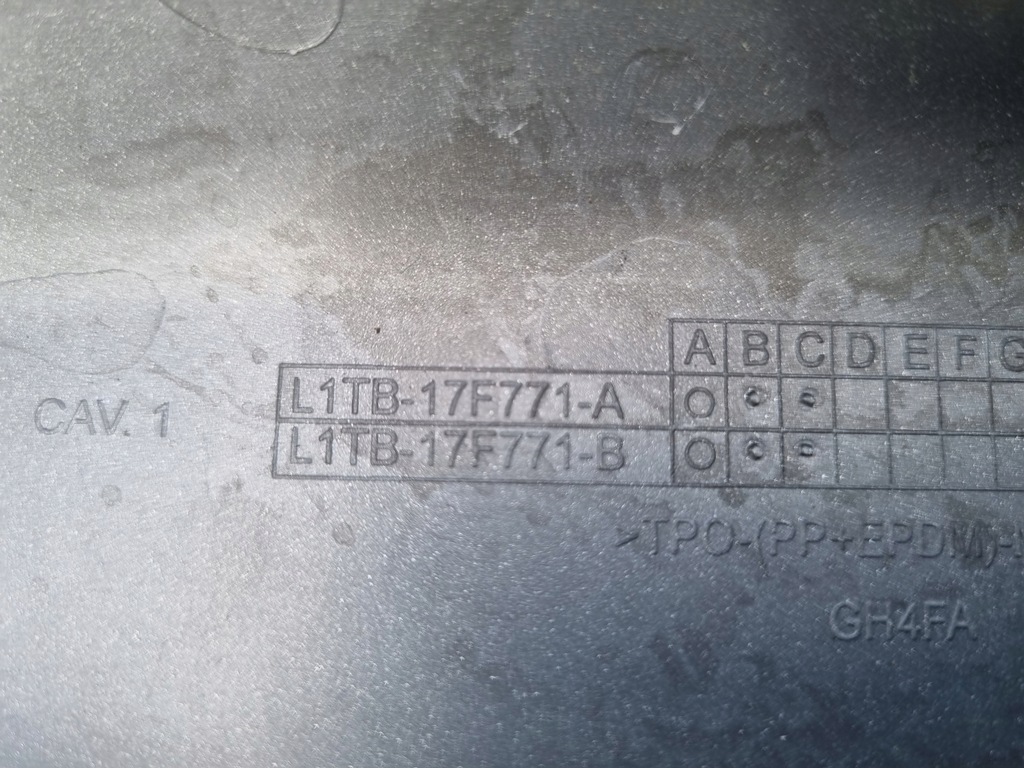 A B C D E F G
CAV. 1
L1TB-17F771-A O
L1TB-17F771-B O
>TPO-(PP+EPDM)-
GH4FA